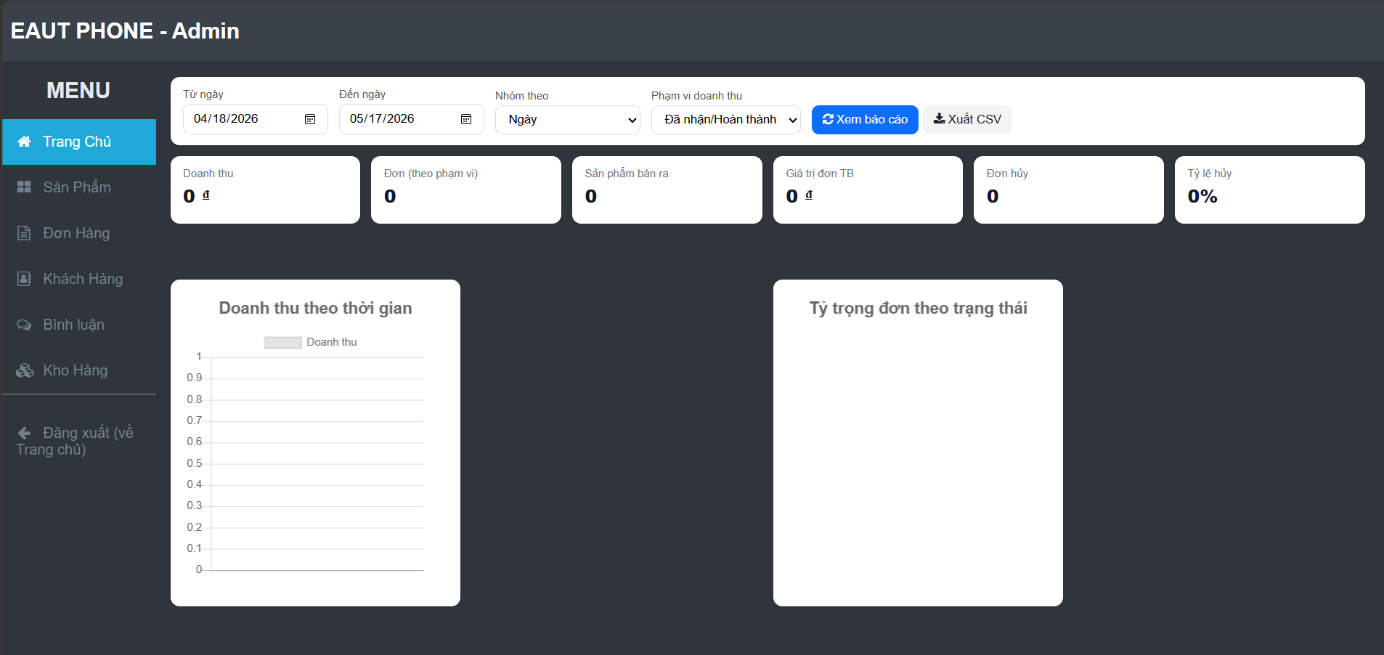 EAUT PHONE - Admin
MENU
Trang Chủ
Sản Phẩm
Đơn Hàng
Khách Hàng
Bình luận
Kho Hàng
Đăng xuất (về
Trang chủ)
Từ ngày
04/18/2026
Đến ngày
05/17/2026
Nhóm theo
Ngày
Phạm vi doanh thu
Đã nhận/Hoàn thành
Xem báo cáo
Xuất CSV
Doanh thu
0 ₫
Đơn (theo phạm vi)
0
Sản phẩm bán ra
0
Giá trị đơn TB
0 ₫
Đơn hủy
0
Tỷ lệ hủy
0%
Doanh thu theo thời gian
Doanh thu
1
0.9
0.8
0.7
0.6
0.5
0.4
0.3
0.2
0.1
0
Tỷ trọng đơn theo trạng thái